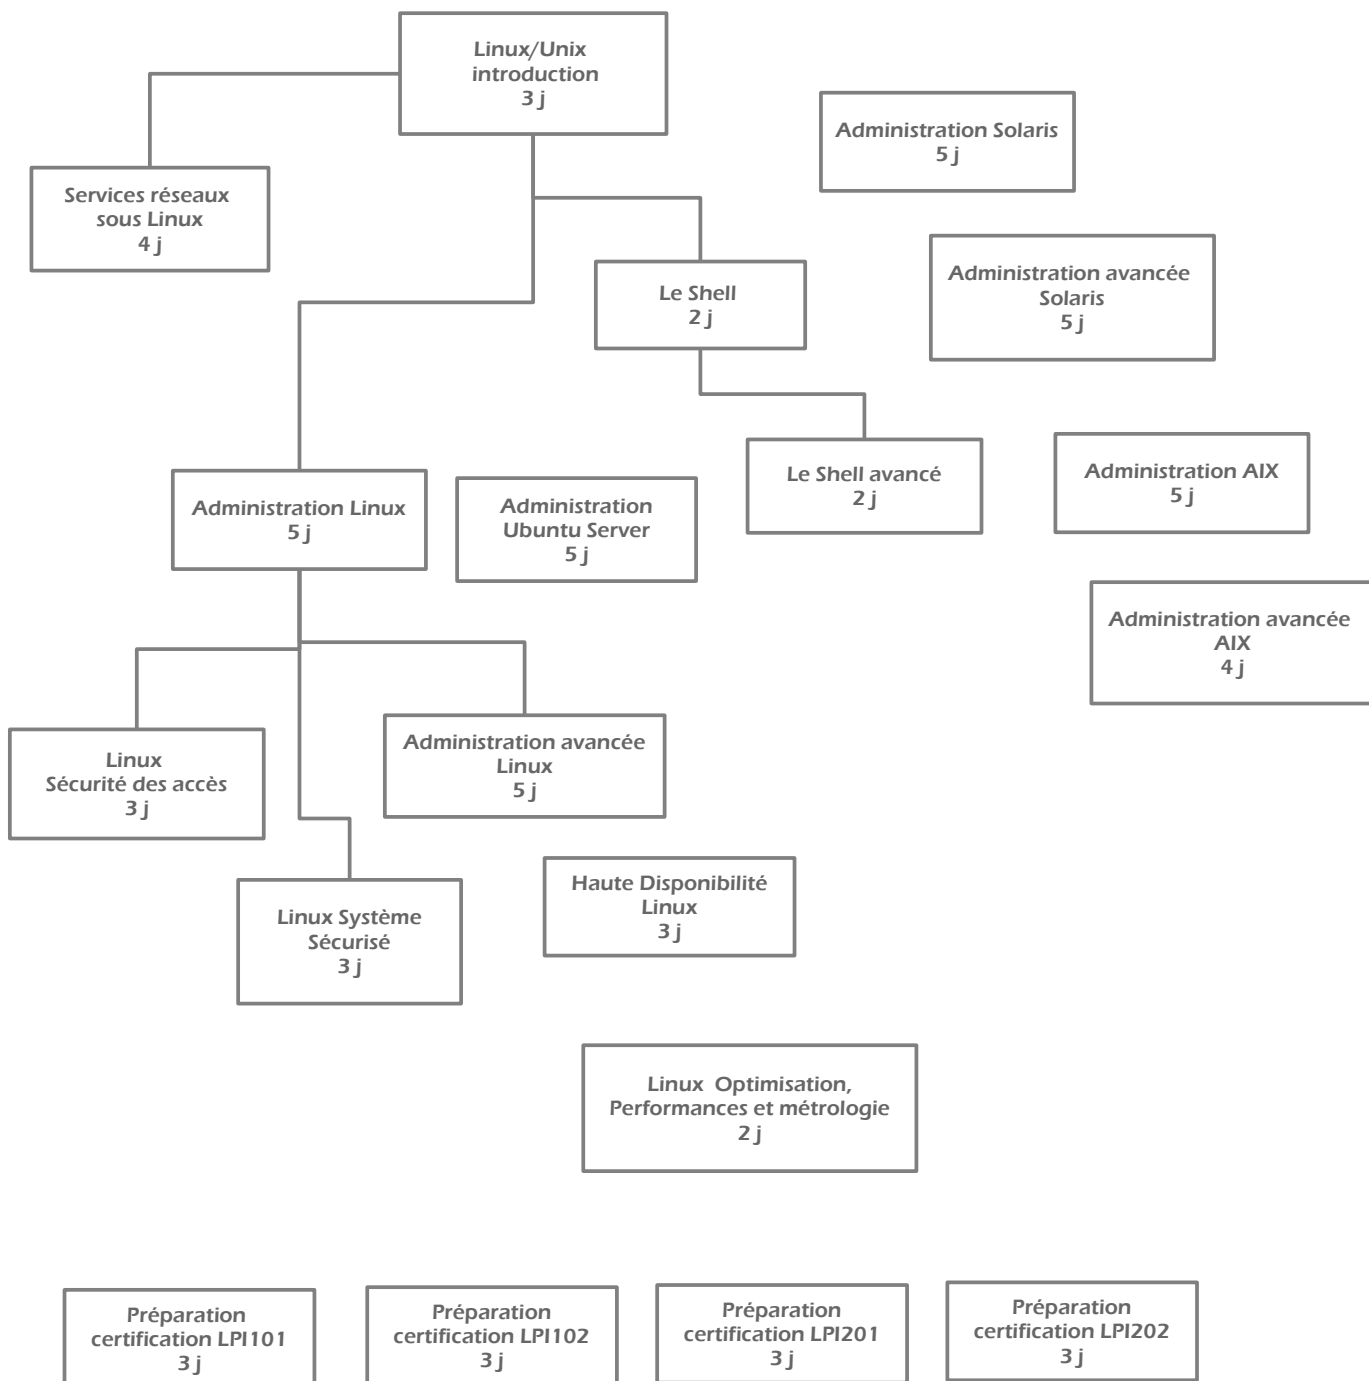 Linux/Unix
introduction
3 j
Administration Solaris
5 j
Services réseaux
sous Linux
4 j
Administration avancée
Solaris
5 j
Le Shell
2 j
Le Shell avancé
2 j
Administration AIX
5 j
Administration Linux
5 j
Administration
Ubuntu Server
5 j
Administration avancée
AIX
4 j
Linux
Sécurité des accès
3 j
Administration avancée
Linux
5 j
Haute Disponibilité
Linux
3 j
Linux Système
Sécurisé
3 j
Linux  Optimisation,
Performances et métrologie
2 j
Préparation
certification LPI101
3 j
Préparation
certification LPI102
3 j
Préparation
certification LPI201
3 j
Préparation
certification LPI202
3 j